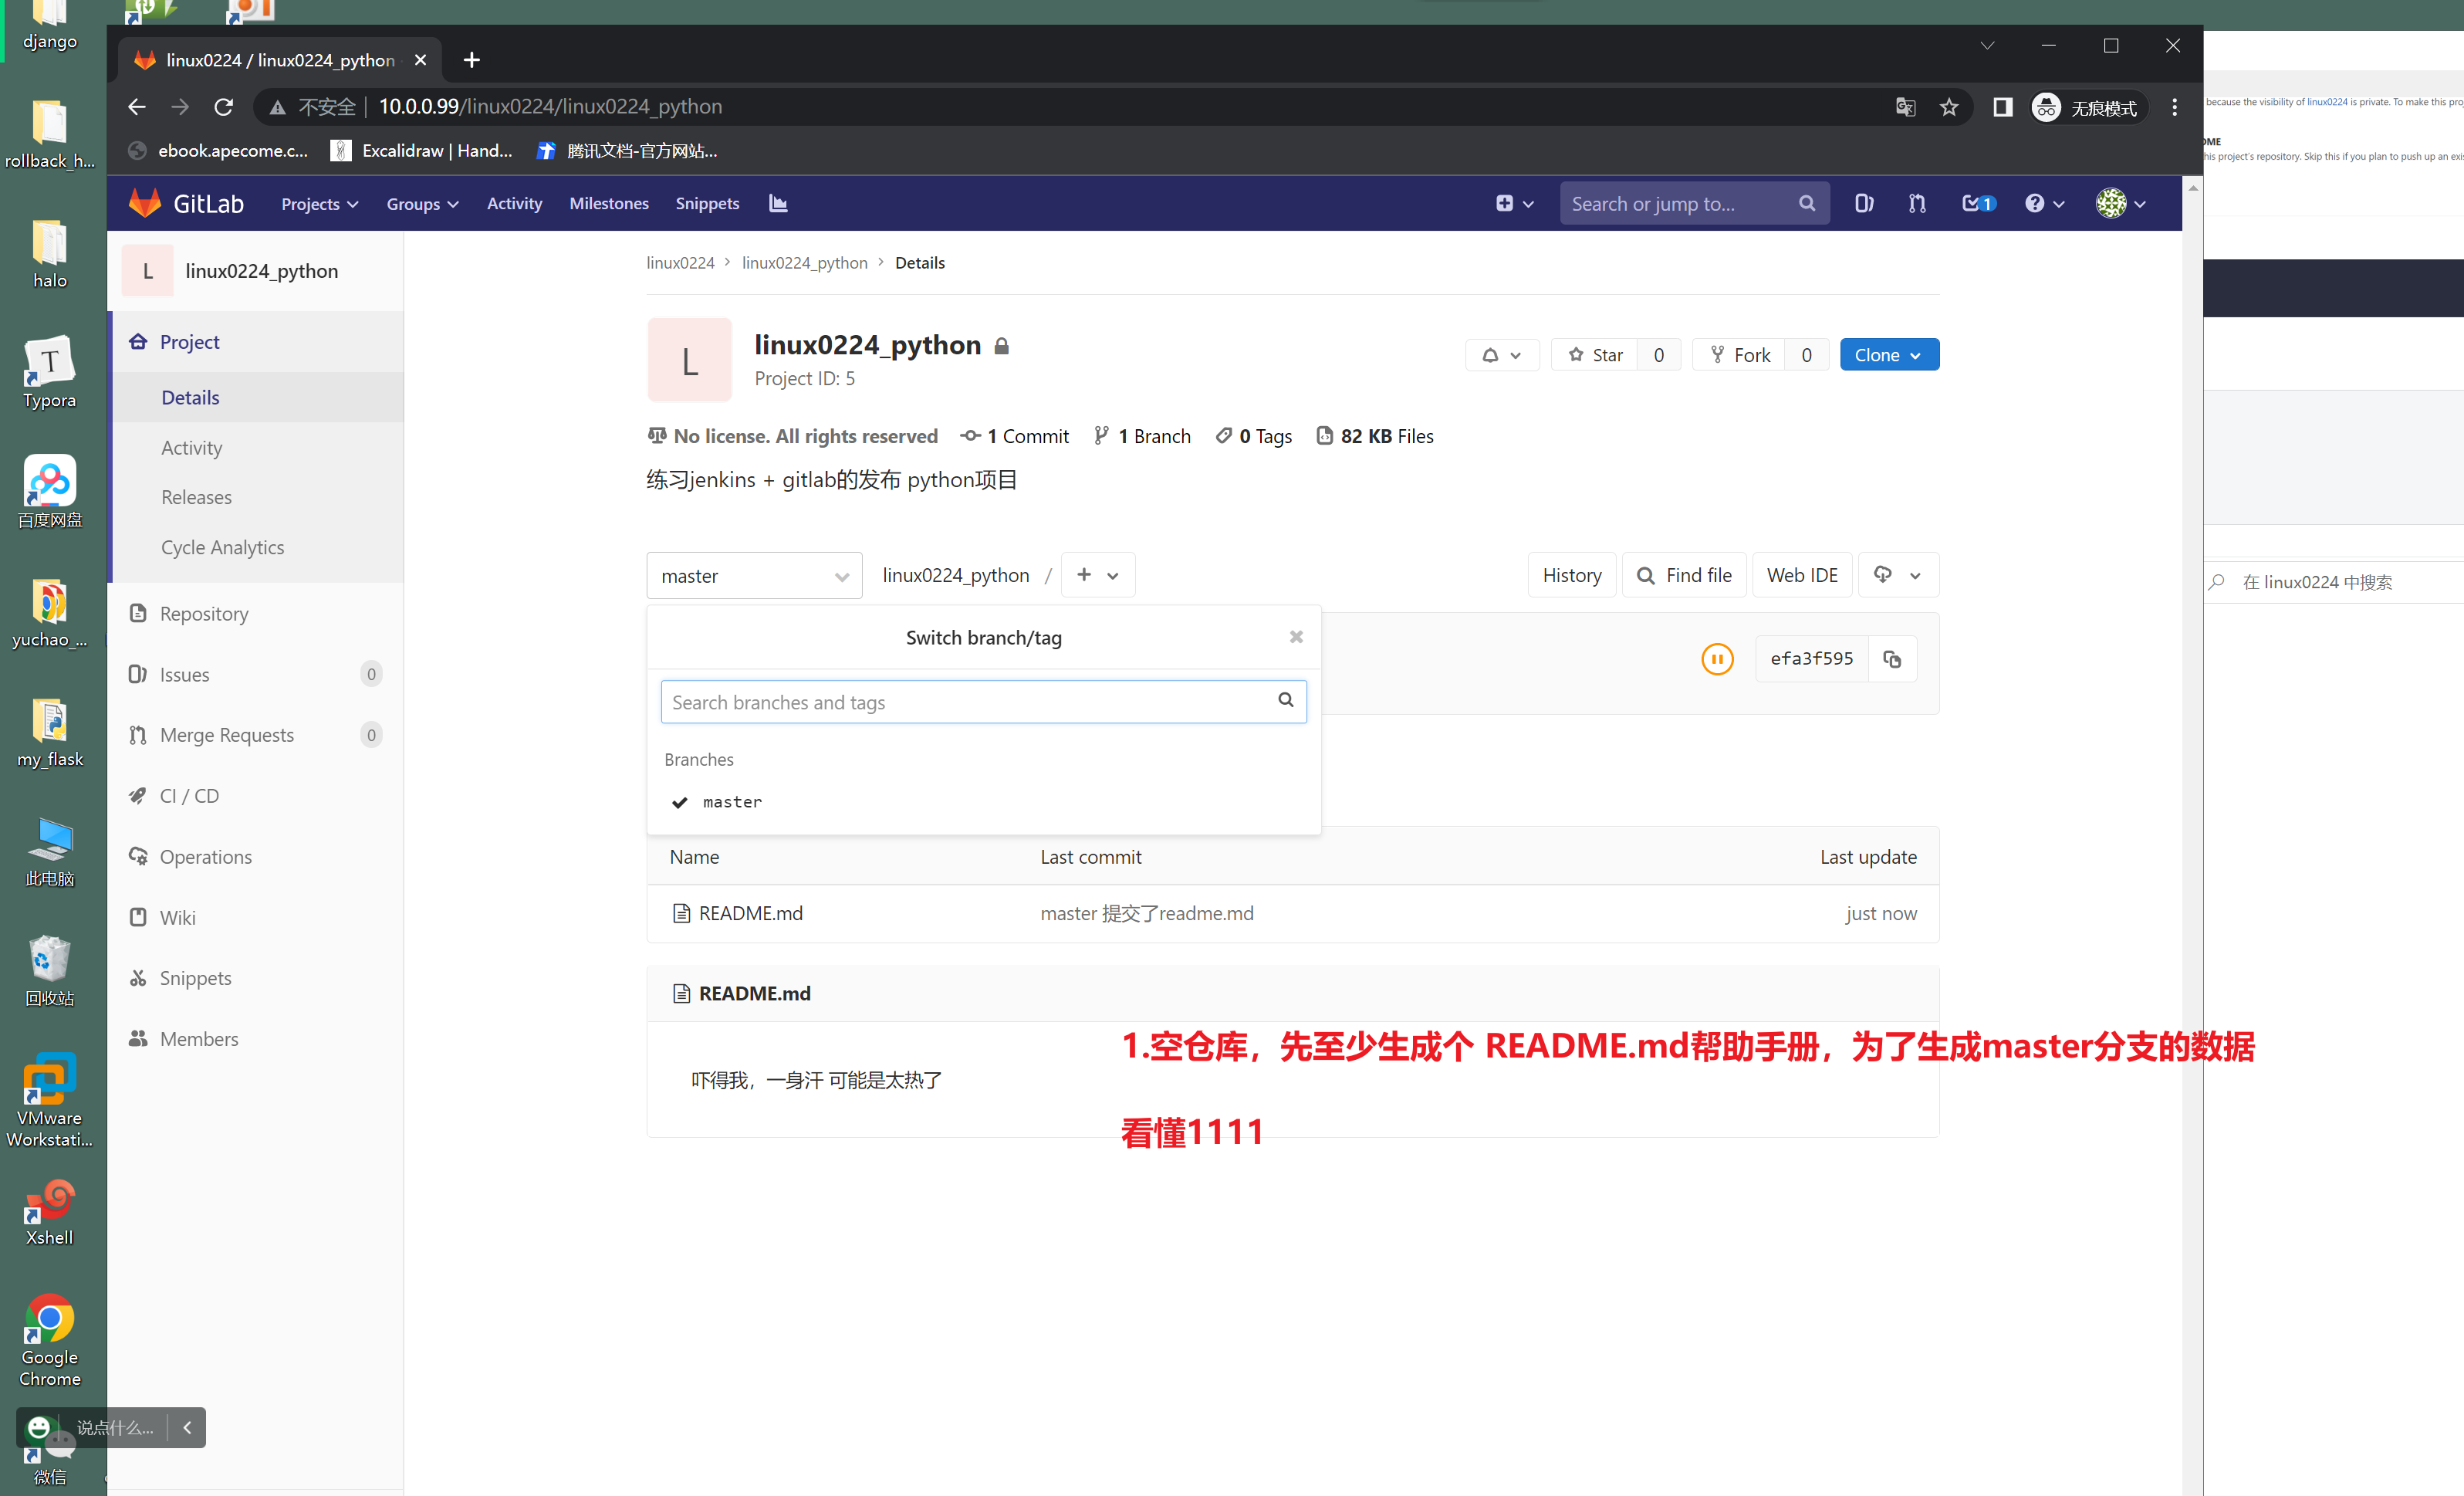 django
rollback_h...
halo
Typora
百度网盘
yuchao_...
my_flask
此电脑
回收站
VMware
Workstati...
Xshell
Google
Chrome
说点什么...
微信
linux0224 / linux0224_python
不安全 10.0.0.99/linux0224/linux0224_python
无痕模式
ebook.apecome.c... Excalidraw | Hand... 腾讯文档-官方网站...
GitLab Projects Groups Activity Milestones Snippets Search or jump to... 1
L linux0224_python
Project
Details
Activity
Releases
Cycle Analytics
Repository
Issues 0
Merge Requests 0
CI / CD
Operations
Wiki
Snippets
Members
linux0224 > linux0224_python > Details
L
linux0224_python
Project ID: 5
Star 0 Fork 0 Clone
No license. All rights reserved 1 Commit 1 Branch 0 Tags 82 KB Files
练习jenkins + gitlab的发布 python项目
master linux0224_python / + History Find file Web IDE
Switch branch/tag
efa3f595
Search branches and tags
Branches
master
Name Last commit Last update
README.md master 提交了readme.md just now
README.md
吓得我，一身汗 可能是太热了
1.空仓库，先至少生成个 README.md帮助手册，为了生成master分支的数据
看懂1111
because the visibility of linux0224 is private. To make this pro
his project's repository. Skip this if you plan to push up an exi
在 linux0224 中搜索